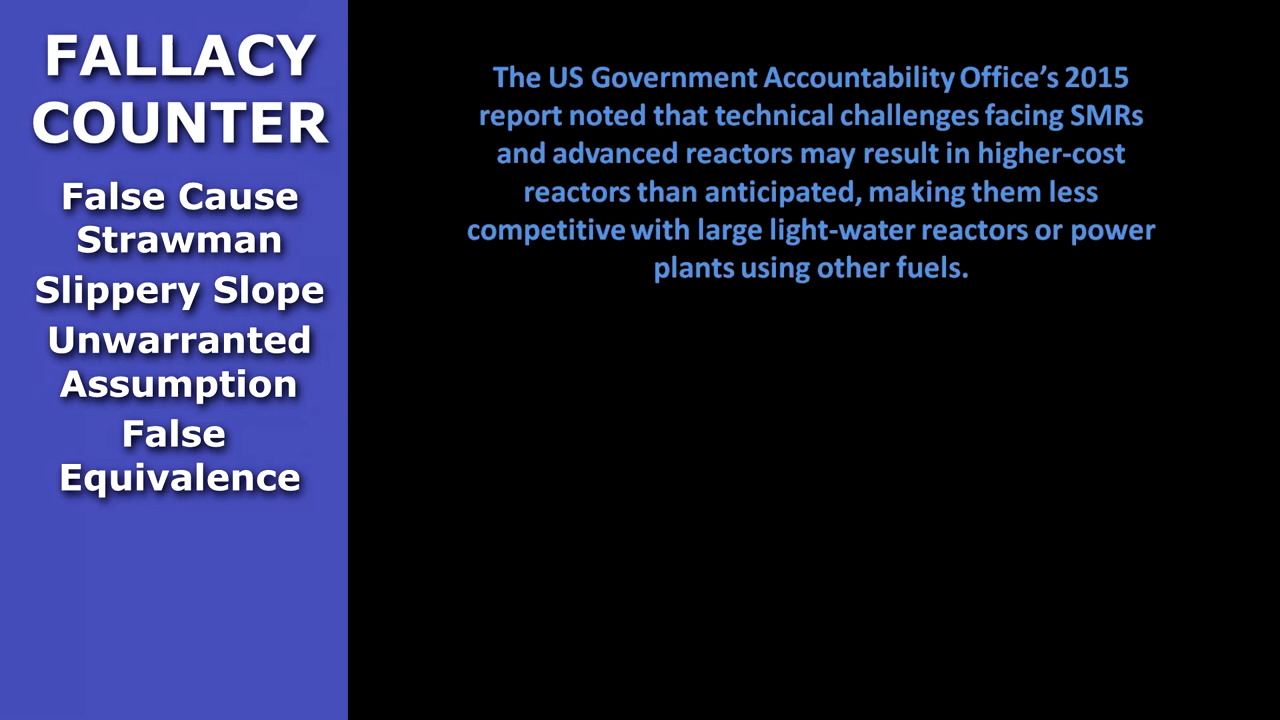 FALLACY
COUNTER
False Cause
Strawman
Slippery Slope
Unwarranted
Assumption
False
Equivalence
The US Government Accountability Office’s 2015
report noted that technical challenges facing SMRs
and advanced reactors may result in higher-cost
reactors than anticipated, making them less
competitive with large light-water reactors or power
plants using other fuels.